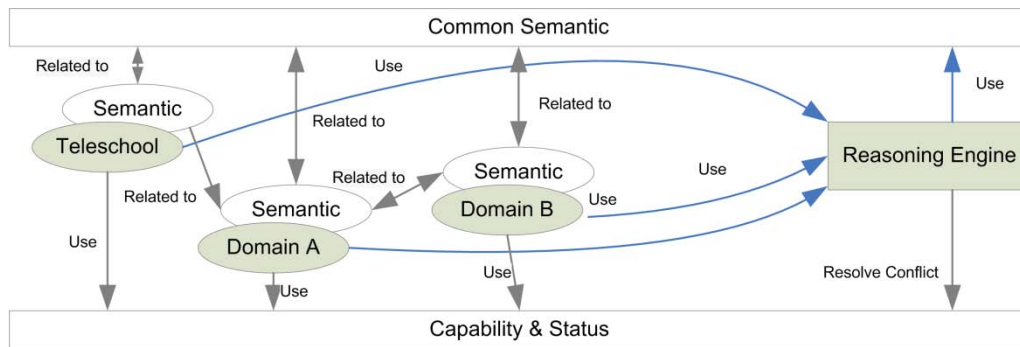 Common Semantic
Related to
Use
Use
Semantic
Related to
Related to
Teleschool
Reasoning Engine
Related to
Semantic
Use
Related to
Semantic
Use
Domain B
Use
Domain A
Use
Resolve Conflict
Use
Capability & Status